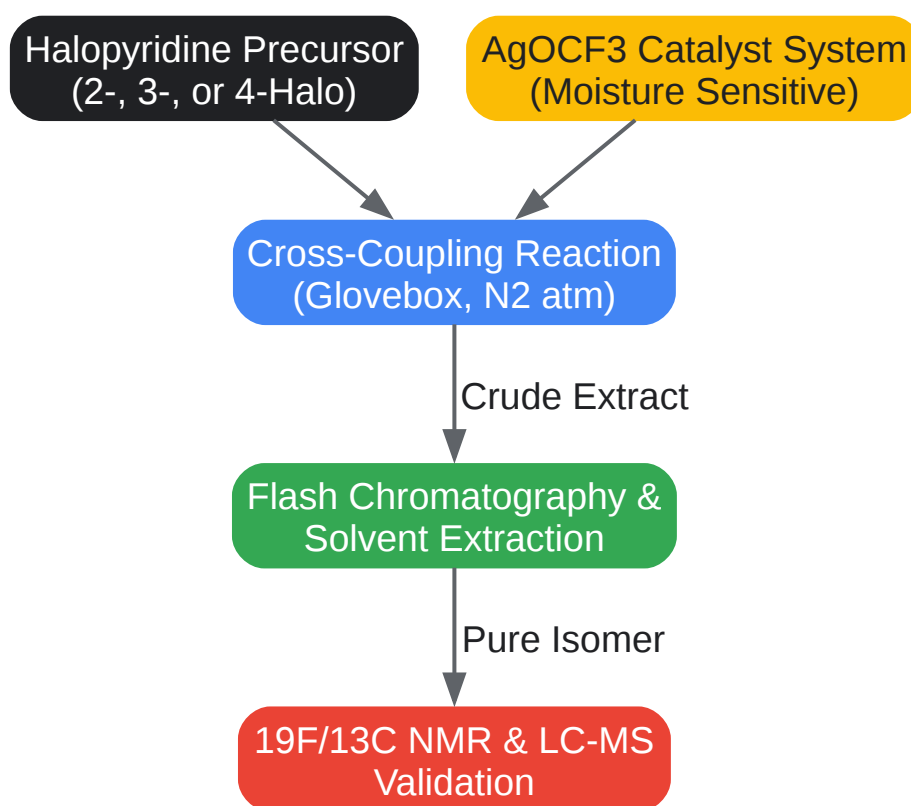 Halopyridine Precursor
(2-, 3-, or 4-Halo)
AgOCF3 Catalyst System
(Moisture Sensitive)
Cross-Coupling Reaction
(Glovebox, N2 atm)
Crude Extract
Flash Chromatography &
Solvent Extraction
Pure Isomer
19F/13C NMR & LC-MS
Validation